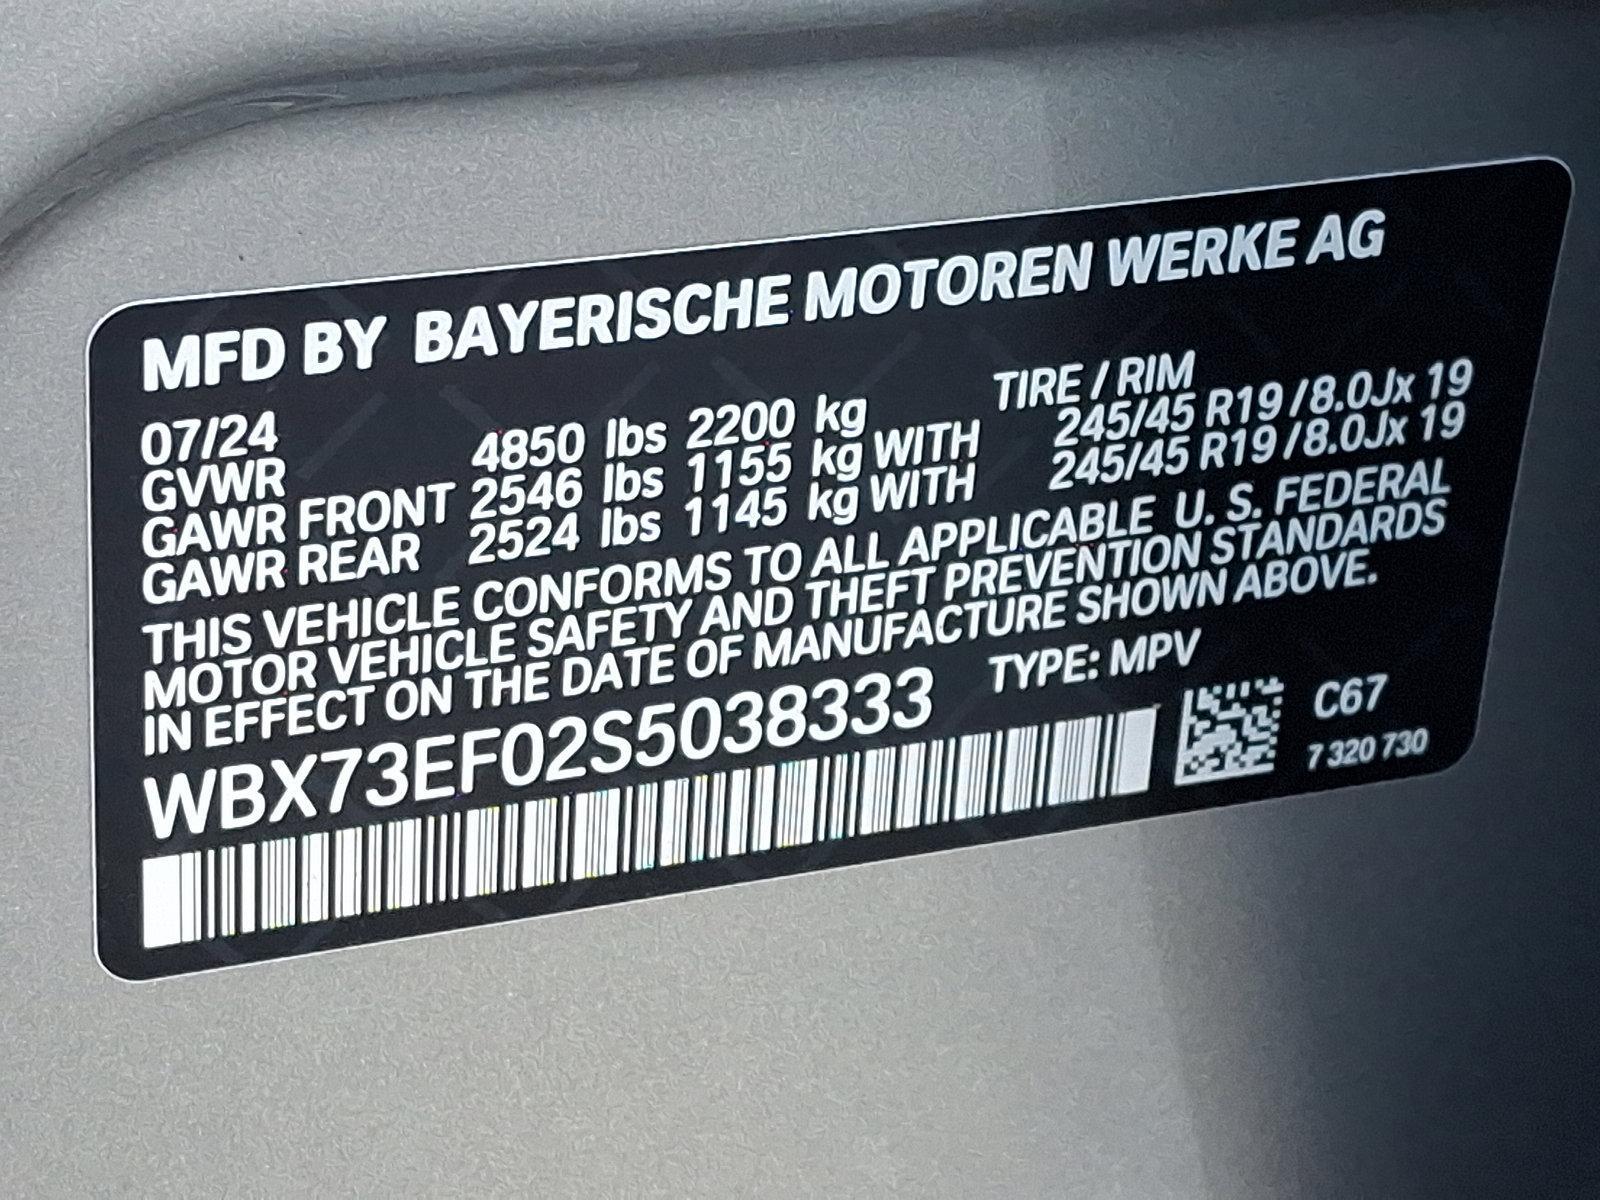 MFD BY BAYERISCHE MOTOREN WERKE AG
07/24 TIRE / RIM
GVWR 4850 lbs 2200 kg
GAWR FRONT 2546 lbs 1155 kg WITH 245/45 R19 / 8.0Jx 19
GAWR REAR 2524 lbs 1145 kg WITH 245/45 R19 / 8.0Jx 19
THIS VEHICLE CONFORMS TO ALL APPLICABLE U. S. FEDERAL
MOTOR VEHICLE SAFETY AND THEFT PREVENTION STANDARDS
IN EFFECT ON THE DATE OF MANUFACTURE SHOWN ABOVE.
WBX73EF02S5038333 TYPE: MPV
C67
7 320 730